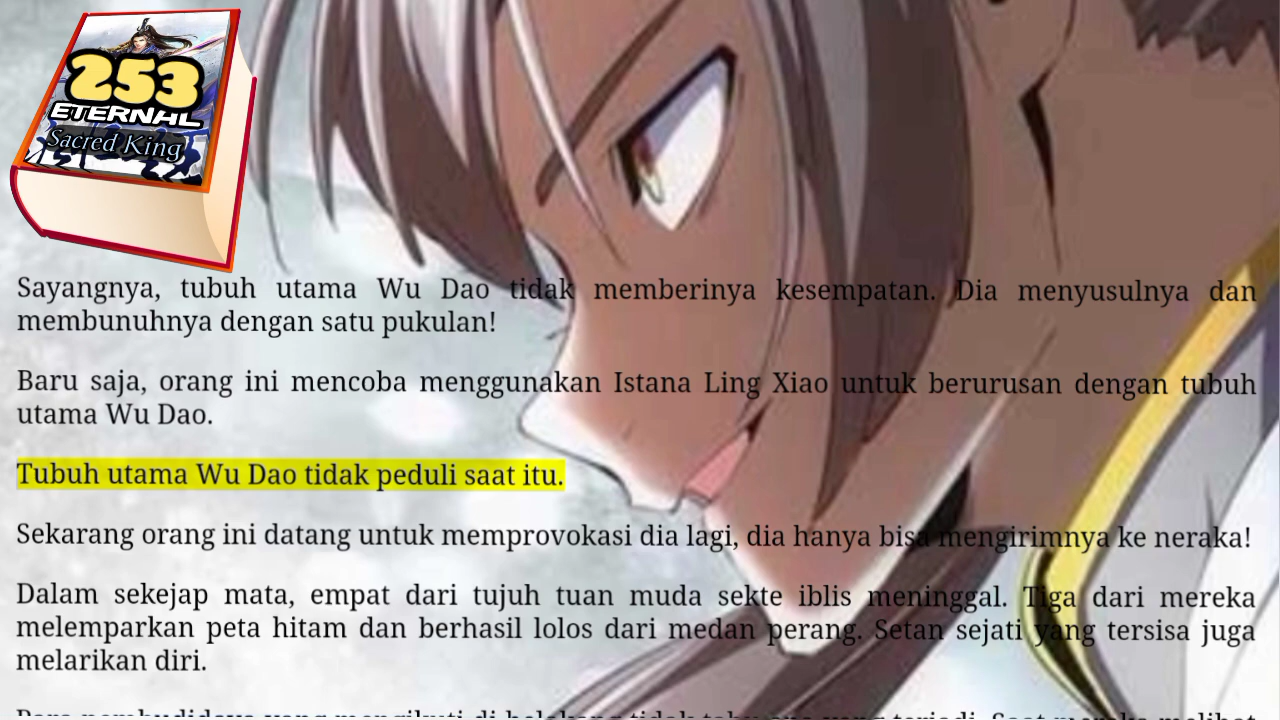 253
ETERNAL
Sacred King
Sayangnya, tubuh utama Wu Dao tidak memberinya kesempatan. Dia menyusulnya dan
membunuhnya dengan satu pukulan!
Baru saja, orang ini mencoba menggunakan Istana Ling Xiao untuk berurusan dengan tubuh
utama Wu Dao.
Tubuh utama Wu Dao tidak peduli saat itu.
Sekarang orang ini datang untuk memprovokasi dia lagi, dia hanya bisa mengirimnya ke neraka!
Dalam sekejap mata, empat dari tujuh tuan muda sekte iblis meninggal. Tiga dari mereka
melemparkan peta hitam dan berhasil lolos dari medan perang. Setan sejati yang tersisa juga
melarikan diri.